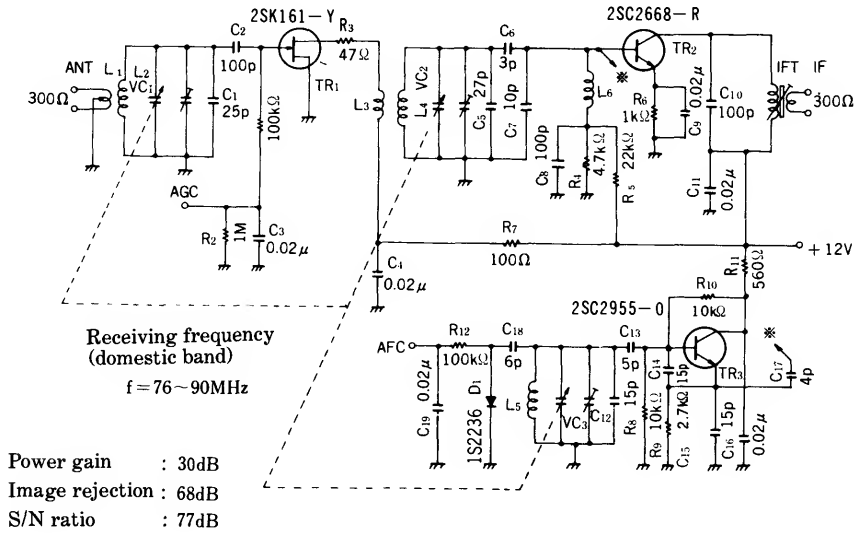 2SK161-Y
2SC2668-R
ANT
300Ω
L1
L2
VC1
C1
25p
C2
100p
100kΩ
TR1
R3
47Ω
L3
L4
VC2
C5
27p
C6
3p
C7
10p
L6
※
TR2
R6
1kΩ
C9
0.02μ
C10
100p
IFT
IF
300Ω
C8
100p
R4
4.7kΩ
R5
22kΩ
C11
0.02μ
AGC
R2
1M
C3
0.02μ
C4
0.02μ
R7
100Ω
+12V
R11
560Ω
R10
10kΩ
2SC2955-O
Receiving frequency
(domestic band)
f=76~90MHz
AFC
R12
100kΩ
C18
6p
C19
0.02μ
D1
1S2236
L5
VC3
C12
15p
C13
5p
R8
10kΩ
C14
15p
R9
2.7kΩ
C15
TR3
C16
15p
0.02μ
※
C17
4p
Power gain : 30dB
Image rejection : 68dB
S/N ratio : 77dB